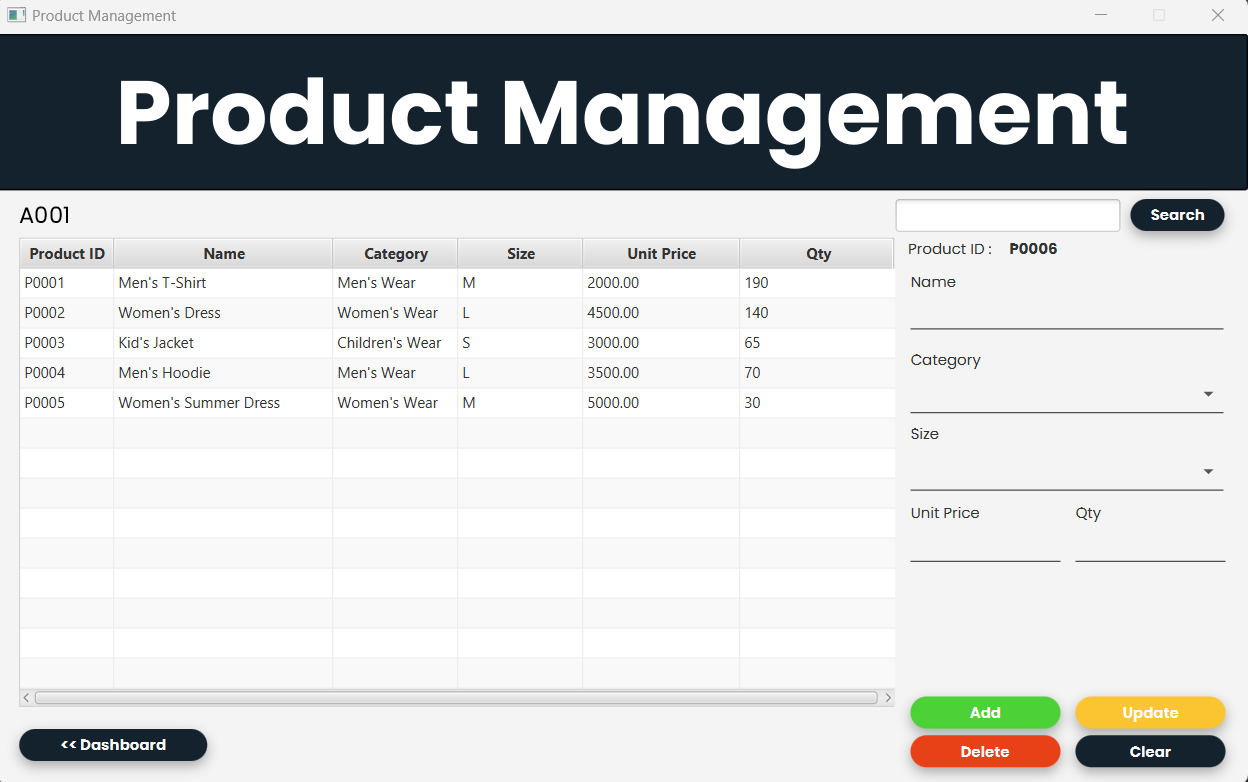 Product Management
Product Management
A001
Search
Product ID Name Category Size Unit Price Qty
P0001 Men's T-Shirt Men's Wear M 2000.00 190
P0002 Women's Dress Women's Wear L 4500.00 140
P0003 Kid's Jacket Children's Wear S 3000.00 65
P0004 Men's Hoodie Men's Wear L 3500.00 70
P0005 Women's Summer Dress Women's Wear M 5000.00 30
Product ID : P0006
Name
Category
Size
Unit Price Qty
Add Update
Delete Clear
<< Dashboard